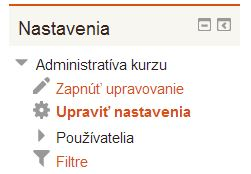 Nastavenia
Administratíva kurzu
Zapnúť upravovanie
Upraviť nastavenia
Používatelia
Filtre